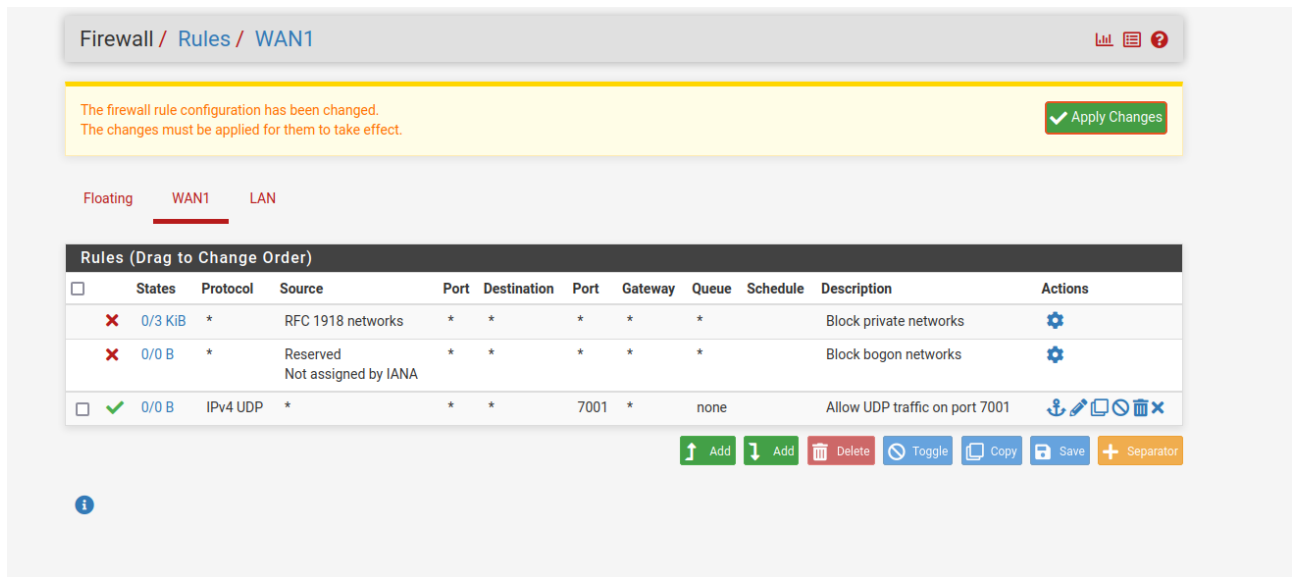 Firewall / Rules / WAN1
The firewall rule configuration has been changed.
The changes must be applied for them to take effect.
Apply Changes
Floating WAN1 LAN
Rules (Drag to Change Order)
States Protocol Source Port Destination Port Gateway Queue Schedule Description Actions
0/3 KiB * RFC 1918 networks * * * * * Block private networks
0/0 B * Reserved * * * * * Block bogon networks
Not assigned by IANA
0/0 B IPv4 UDP * * * 7001 * none Allow UDP traffic on port 7001
Add Add Delete Toggle Copy Save Separator